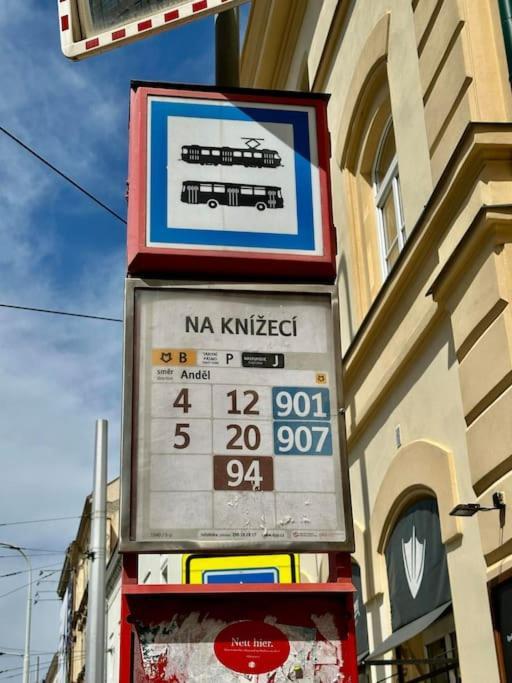 NA KNÍŽECÍ
B P J
směr Anděl
4 12 901
5 20 907
94
Nett hier.